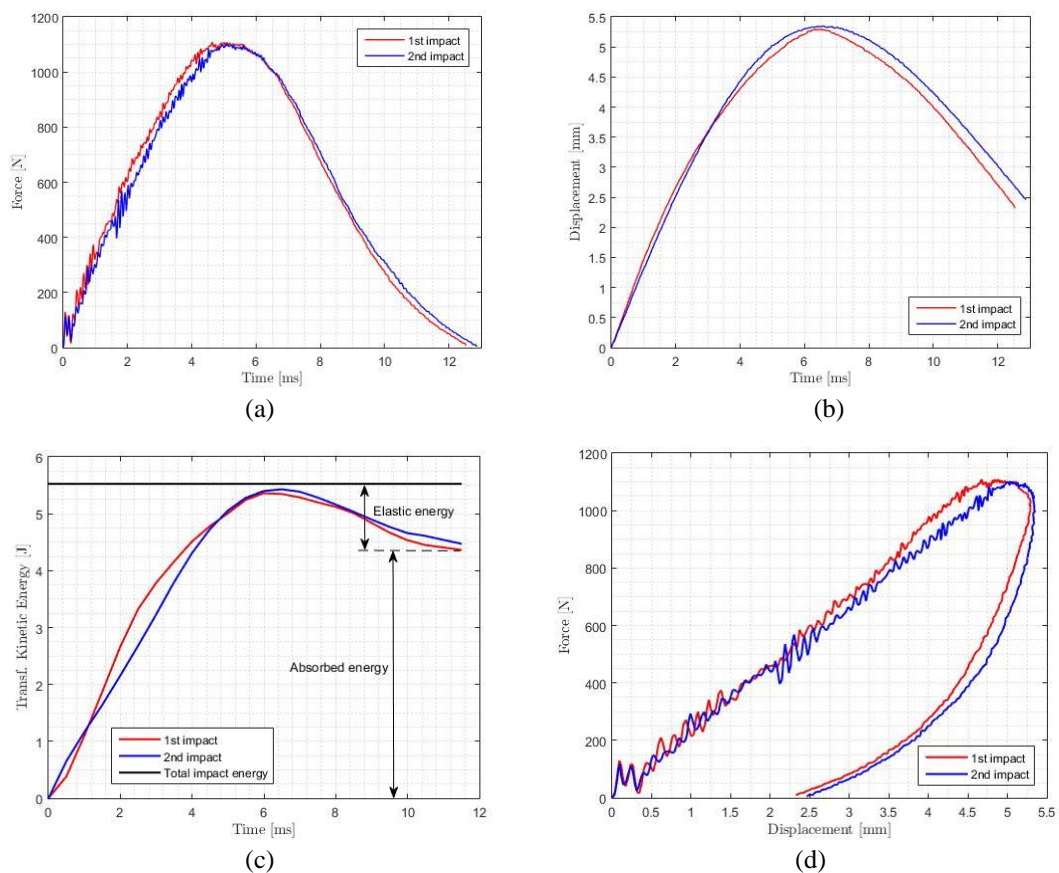 1200
1000
800
600
400
200
0
Force [N]
0 2 4 6 8 10 12
Time [ms]
1st impact
2nd impact
(a)
5.5
5
4.5
4
3.5
3
2.5
2
1.5
1
0.5
0
Displacement [mm]
0 2 4 6 8 10 12
Time [ms]
1st impact
2nd impact
(b)
6
5
4
3
2
1
0
Transf. Kinetic Energy [J]
Elastic energy
Absorbed energy
1st impact
2nd impact
Total impact energy
0 2 4 6 8 10 12
Time [ms]
(c)
1200
1000
800
600
400
200
0
Force [N]
1st impact
2nd impact
0 0.5 1 1.5 2 2.5 3 3.5 4 4.5 5 5.5
Displacement [mm]
(d)